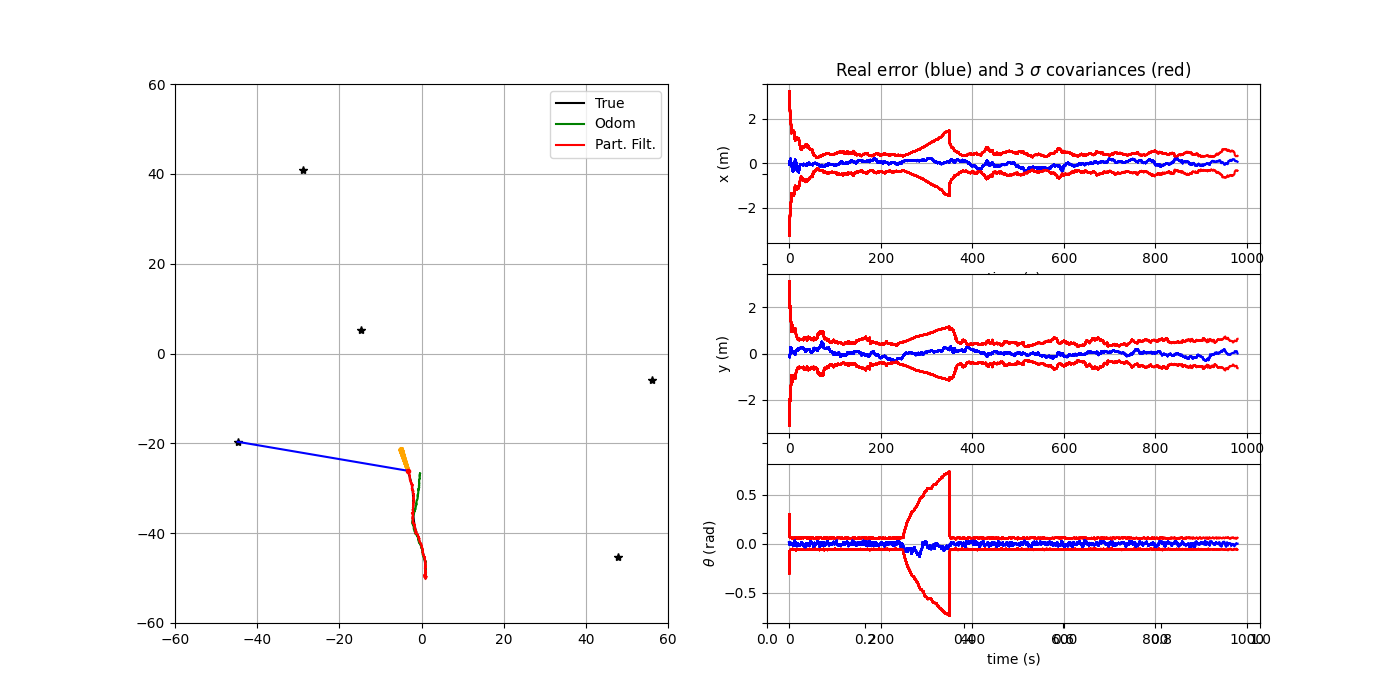 60
40
20
0
−20
−40
−60
−60 −40 −20 0 20 40 60
True
Odom
Part. Filt.
Real error (blue) and 3 σ covariances (red)
x (m)
2
0
−2
0 200 400 600 800 1000
y (m)
2
0
−2
0 200 400 600 800 1000
θ (rad)
0.5
0.0
−0.5
0.0 0 0.2 200 0.4 400 0.6 600 0.8 800 1.0 1000
time (s)